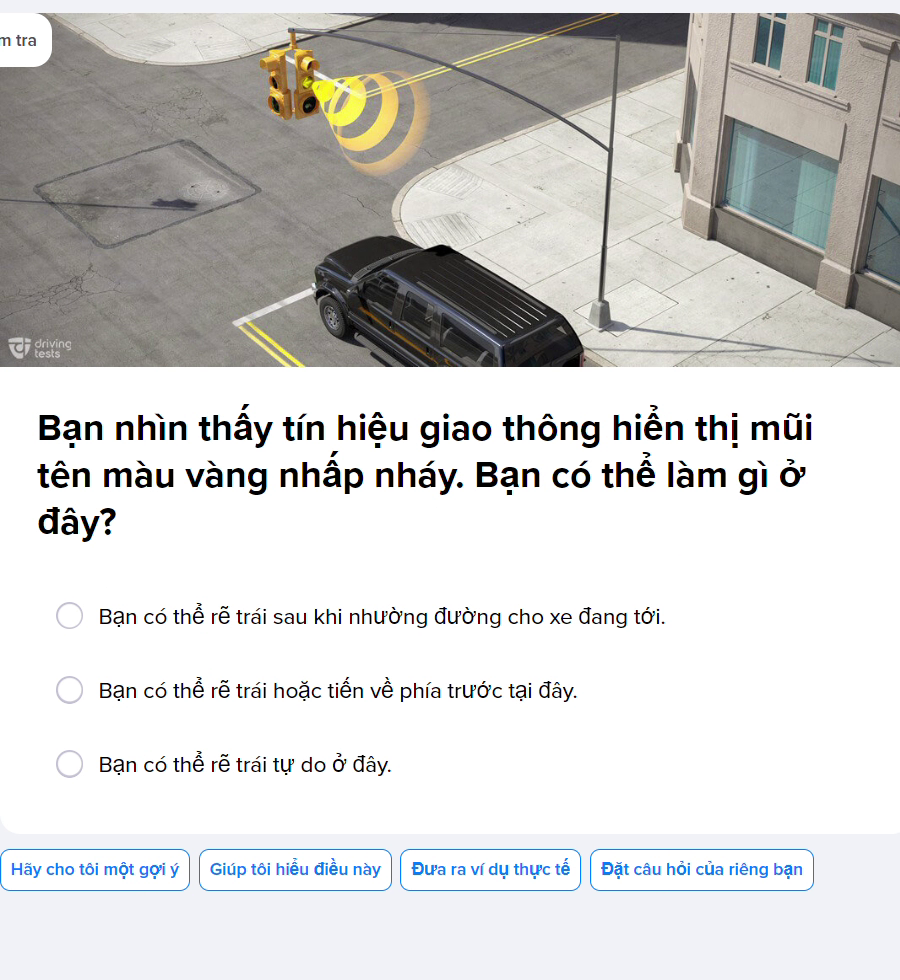 m tra
driving
tests
Bạn nhìn thấy tín hiệu giao thông hiển thị mũi
tên màu vàng nhấp nháy. Bạn có thể làm gì ở
đây?
Bạn có thể rẽ trái sau khi nhường đường cho xe đang tới.
Bạn có thể rẽ trái hoặc tiến về phía trước tại đây.
Bạn có thể rẽ trái tự do ở đây.
Hãy cho tôi một gợi ý
Giúp tôi hiểu điều này
Đưa ra ví dụ thực tế
Đặt câu hỏi của riêng bạn